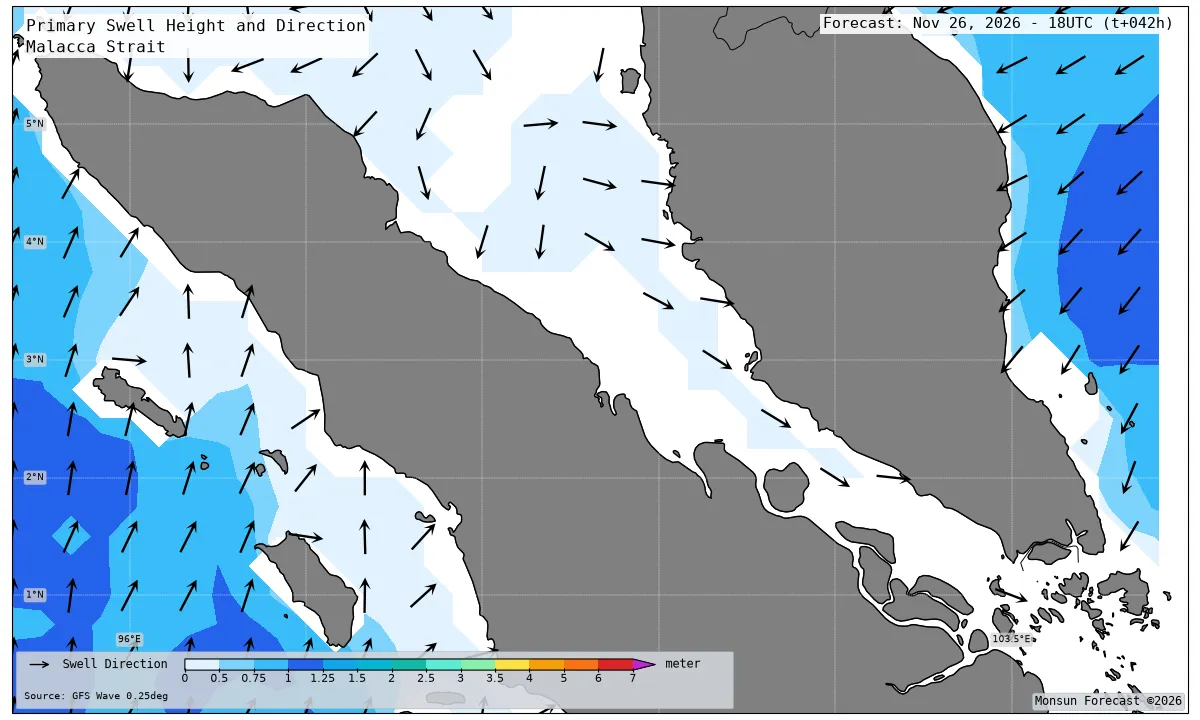 Primary Swell Height and Direction
Malacca Strait
Forecast: Nov 26, 2026 - 18UTC (t+042h)
5°N
4°N
3°N
2°N
1°N
96°E
103.5°E
Swell Direction
0 0.5 0.75 1 1.25 1.5 2 2.5 3 3.5 4 5 6 7
meter
Source: GFS Wave 0.25deg
Monsun Forecast ©2026